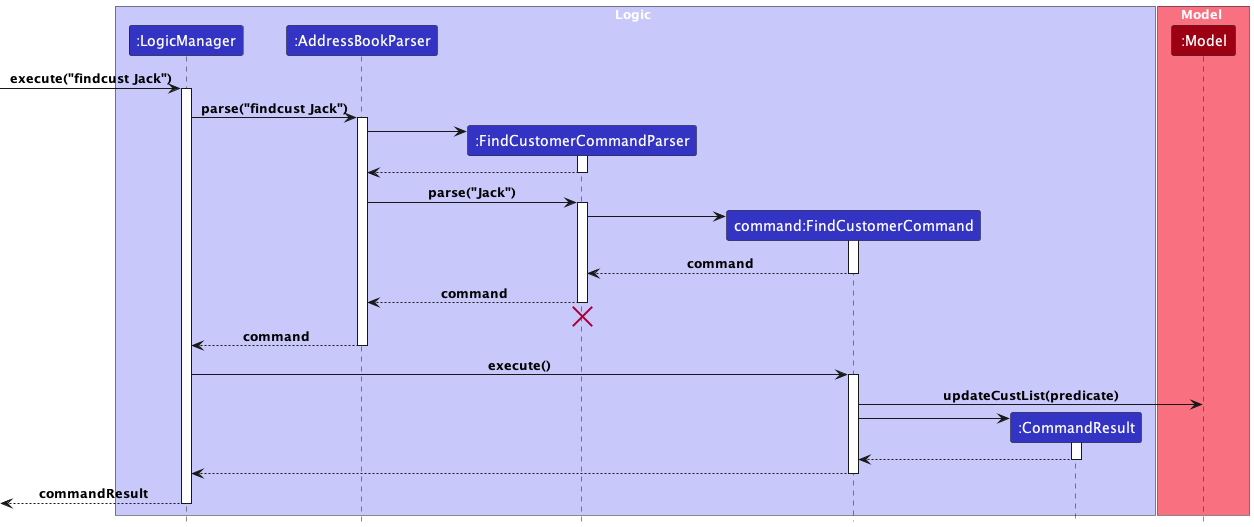 Logic
Model
:LogicManager
:AddressBookParser
:Model
execute("findcust Jack")
parse("findcust Jack")
:FindCustomerCommandParser
parse("Jack")
command:FindCustomerCommand
command
command
command
execute()
updateCustList(predicate)
:CommandResult
commandResult